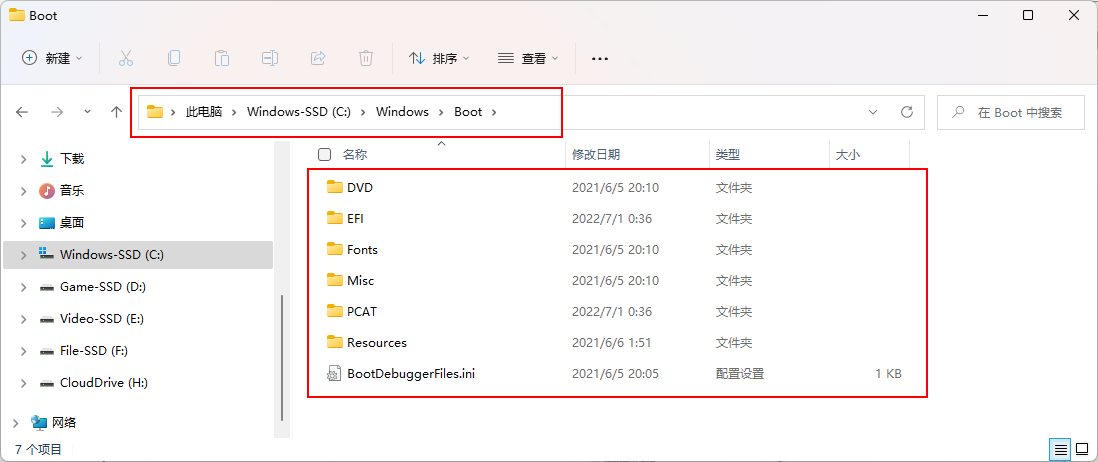 Boot
新建 排序 查看
此电脑 Windows-SSD (C:) Windows Boot 在 Boot 中搜索
名称 修改日期 类型 大小
下载
音乐
桌面
Windows-SSD (C:)
Game-SSD (D:)
Video-SSD (E:)
File-SSD (F:)
CloudDrive (H:)
网络
DVD 2021/6/5 20:10 文件夹
EFI 2022/7/1 0:36 文件夹
Fonts 2021/6/5 20:10 文件夹
Misc 2021/6/5 20:10 文件夹
PCAT 2022/7/1 0:36 文件夹
Resources 2021/6/6 1:51 文件夹
BootDebuggerFiles.ini 2021/6/5 20:05 配置设置 1 KB
7 个项目